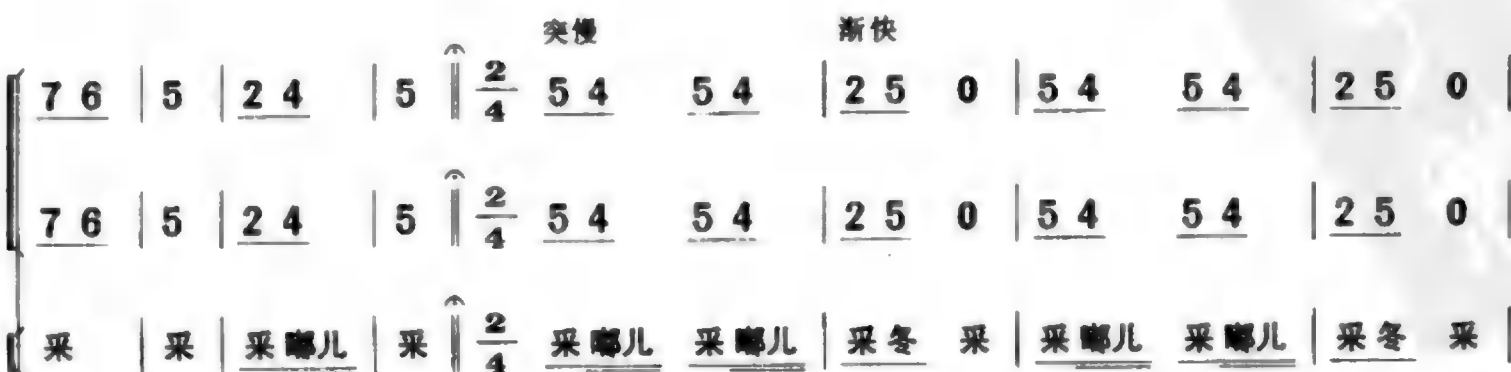 突慢 渐快
7 6 | 5 | 2 4 | 5 || 2/4 5 4 5 4 | 2 5 0 | 5 4 5 4 | 2 5 0 |
7 6 | 5 | 2 4 | 5 || 2/4 5 4 5 4 | 2 5 0 | 5 4 5 4 | 2 5 0 |
采 | 采 | 采嘟儿 | 采 || 2/4 采嘟儿 采嘟儿 | 采冬 采 | 采嘟儿 采嘟儿 | 采冬 采 |